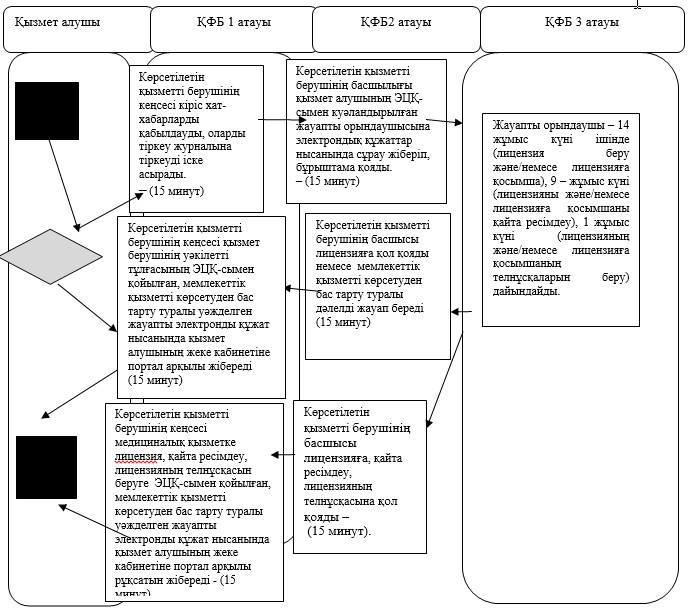 Қызмет алушы
ҚФБ 1 атауы
ҚФБ2 атауы
ҚФБ 3 атауы
Көрсетілетін
қызметті берушінің
кеңсесі кіріс хат-
хабарларды
қабылдауды, оларды
тіркеу журналына
тіркеуді іске
асырады.
– (15 минут)
Көрсетілетін қызметті
берушінің басшылығы
қызмет алушының ЭЦҚ-
сымен куәландырылған
жауапты орындаушысына
электрондық құжаттар
нысанында сұрау жіберіп,
бұрыштама қояды.
– (15 минут)
Жауапты орындаушы – 14
жұмыс күні ішінде
(лицензия беру
және/немесе лицензияға
қосымша), 9 – жұмыс күні
(лицензияны және/немесе
лицензияға қосымшаны
қайта ресімдеу), 1 жұмыс
күні (лицензияның
және/немесе лицензияға
қосымшаның
телнұсқаларын беру)
дайындайды.
Көрсетілетін қызметті
берушінің кеңсесі қызмет
берушінің уәкілетті
тұлғасының ЭЦҚ-сымен
қойылған, мемлекеттік
қызметті көрсетуден бас
тарту туралы уәжделген
жауапты электронды құжат
нысанында қызмет
алушының жеке кабинетіне
портал арқылы жібереді
(15 минут)
Көрсетілетін қызметті
берушінің басшысы
лицензияға қол қояды
немесе мемлекеттік
қызметті көрсетуден
бас тарту туралы
дәлелді жауап береді
(15 минут)
Көрсетілетін қызметті
берушінің кеңсесі
медициналық қызметке
лицензия, қайта ресімдеу,
лицензияның телнұсқасын
беруге ЭЦҚ-сымен қойылған,
мемлекеттік қызметті
көрсетуден бас тарту туралы
уәжделген жауапты
электронды құжат нысанында
қызмет алушының жеке
кабинетіне портал арқылы
рұқсатын жібереді - (15
минут)
Көрсетілетін
қызметті берушінің
басшысы
лицензияға, қайта
ресімдеу,
лицензияның
телнұсқасына қол
қояды –
(15 минут).